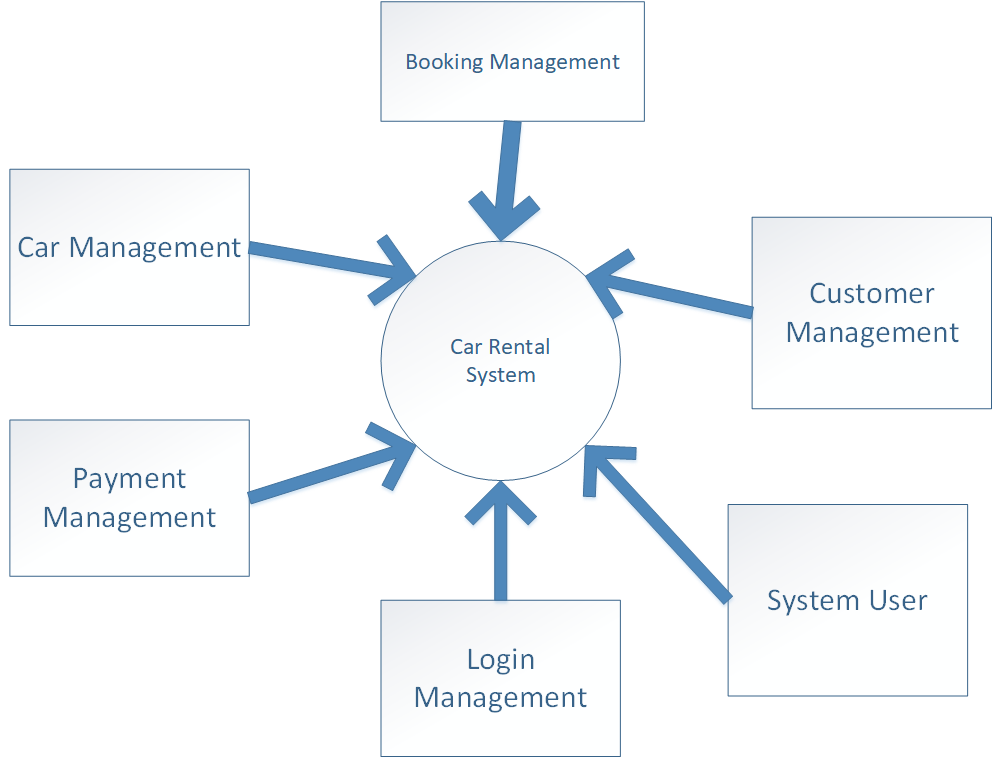 Booking Management
Car Management
Customer
Management
Car Rental
System
Payment
Management
System User
Login
Management